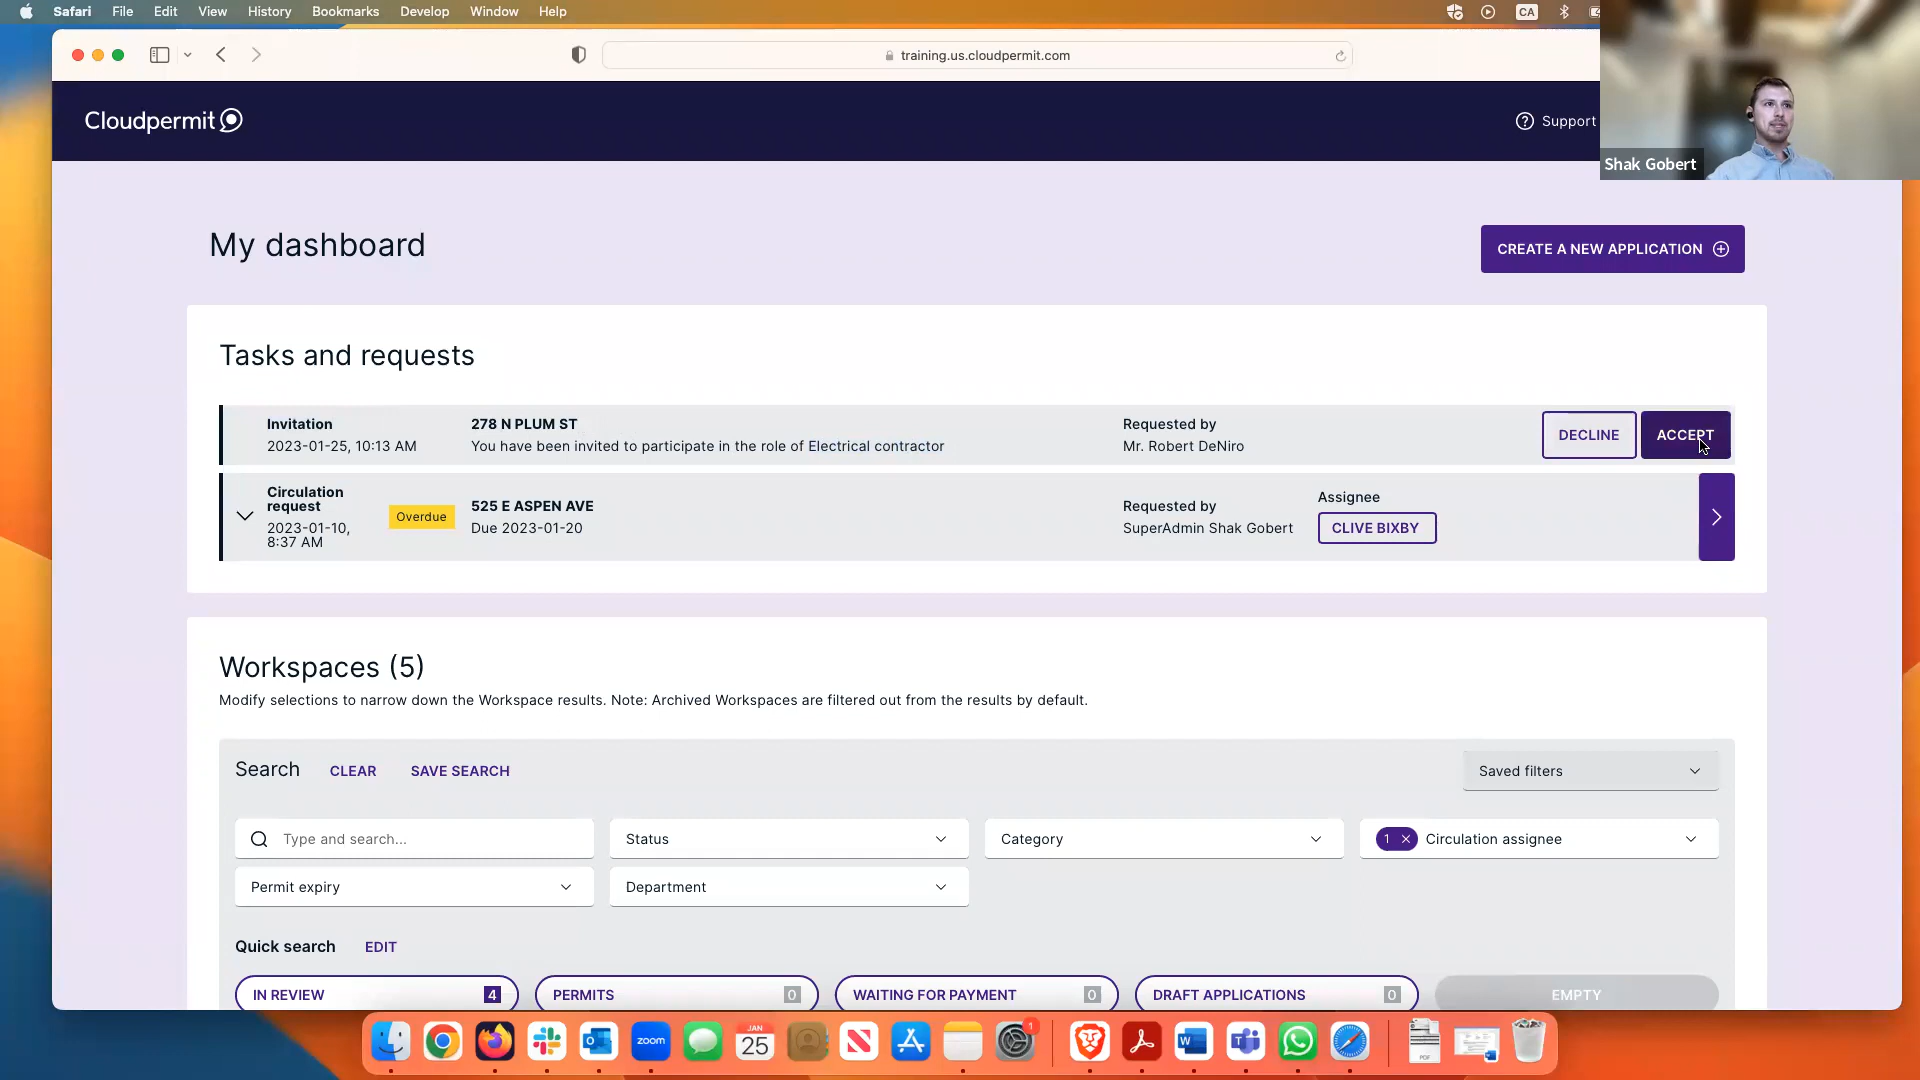 Safari File Edit View History Bookmarks Develop Window Help
CA
training.us.cloudpermit.com
Cloudpermit
? Support
Shak Gobert
My dashboard
CREATE A NEW APPLICATION
Tasks and requests
Invitation
2023-01-25, 10:13 AM
278 N PLUM ST
You have been invited to participate in the role of Electrical contractor
Requested by
Mr. Robert DeNiro
DECLINE
ACCEPT
Circulation
request
2023-01-10,
8:37 AM
Overdue
525 E ASPEN AVE
Due 2023-01-20
Requested by
SuperAdmin Shak Gobert
Assignee
CLIVE BIXBY
Workspaces (5)
Modify selections to narrow down the Workspace results. Note: Archived Workspaces are filtered out from the results by default.
Search CLEAR SAVE SEARCH
Saved filters
Type and search...
Status
Category
1 × Circulation assignee
Permit expiry
Department
Quick search EDIT
IN REVIEW 4
PERMITS 0
WAITING FOR PAYMENT 0
DRAFT APPLICATIONS 0
EMPTY
zoom
JAN
25
1
PDF